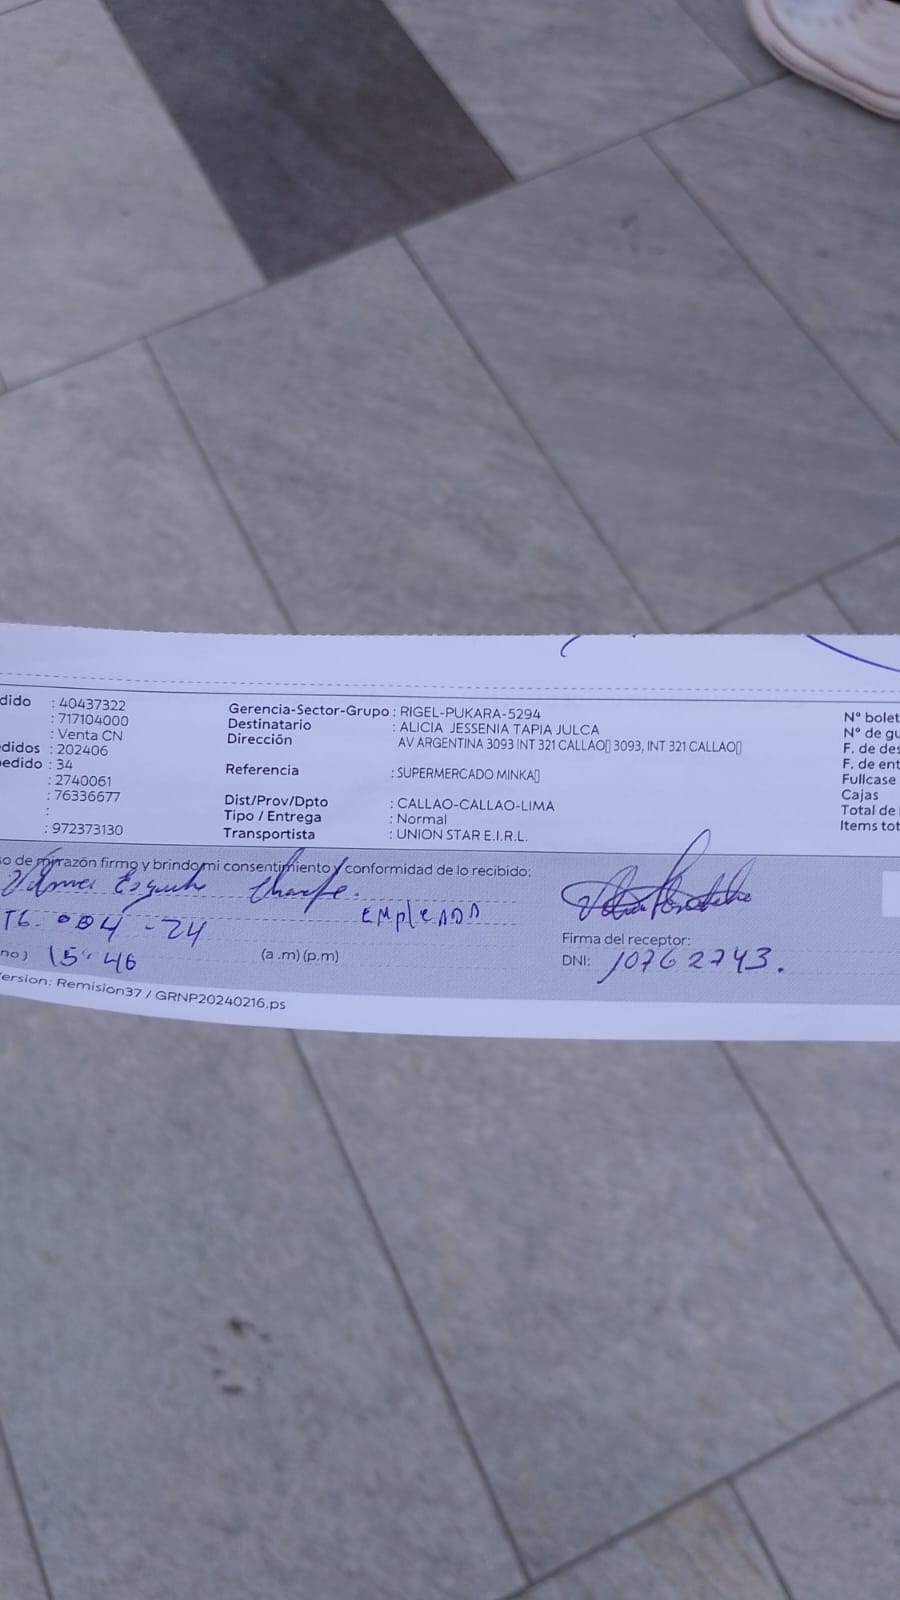 dido : 40437322
: 717104000
: Venta CN
didos : 202406
edido : 34
: 2740061
: 76336677
:
: 972373130
Gerencia-Sector-Grupo : RIGEL-PUKARA-5294
Destinatario : ALICIA JESSENIA TAPIA JULCA
Dirección AV ARGENTINA 3093 INT 321 CALLAO[] 3093, INT 321 CALLAO[]
Referencia : SUPERMERCADO MINKA[]
Dist/Prov/Dpto : CALLAO-CALLAO-LIMA
Tipo / Entrega : Normal
Transportista : UNION STAR E.I.R.L.
N° bolet
N° de gu
F. de des
F. de ent
Fullcase
Cajas
Total de
Items tot
so de mi razón firmo y brindo mi consentimiento y conformidad de lo recibido:
EMpleADA
04 -24
no) 15:46 (a.m) (p.m)
Firma del receptor:
DNI: 10762743.
ersion: Remision37 / GRNP20240216.ps